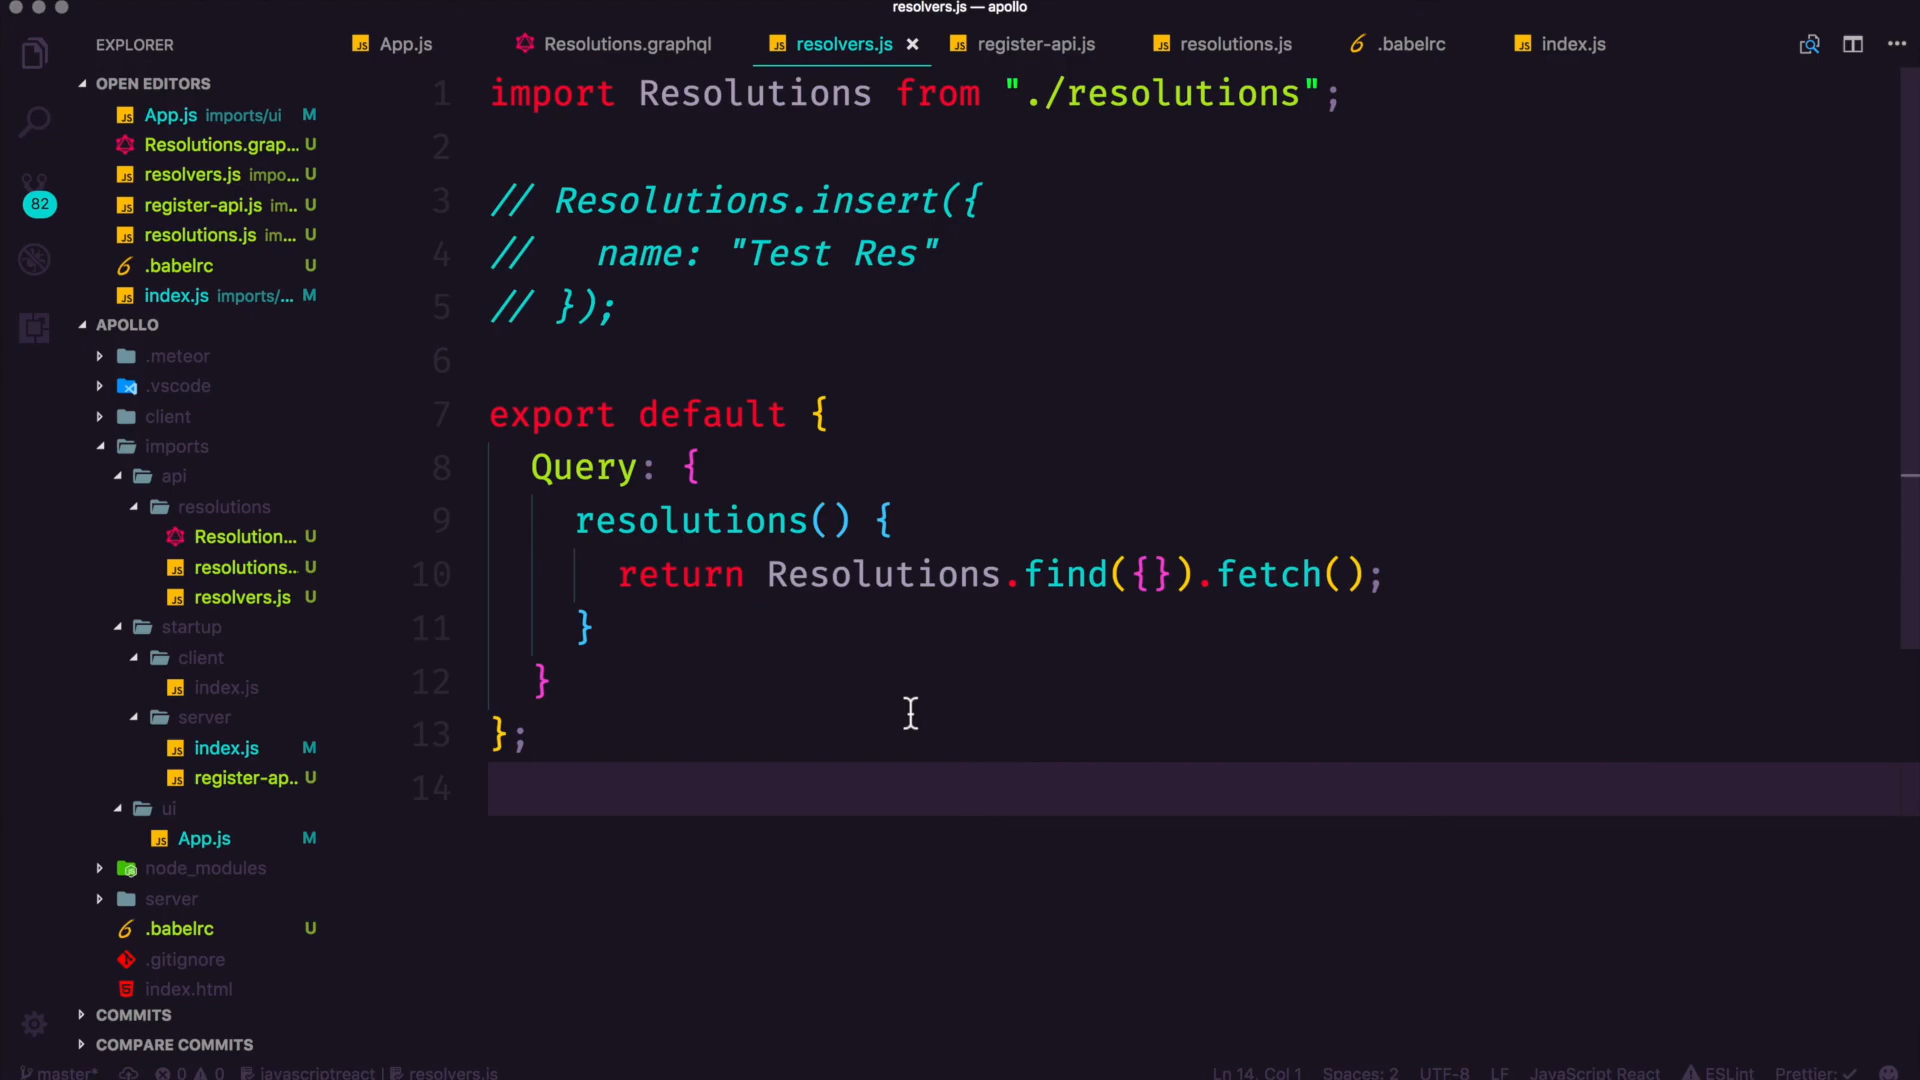 resolvers.js — apollo
EXPLORER
App.js
Resolutions.graphql
resolvers.js
register-api.js
resolutions.js
.babelrc
index.js
OPEN EDITORS
App.js imports/ui M
Resolutions.grap... U
resolvers.js impo... U
register-api.js im... U
resolutions.js im... U
.babelrc U
index.js imports/... M
82
APOLLO
.meteor
.vscode
client
imports
api
resolutions
Resolution... U
resolutions.. U
resolvers.js U
startup
client
index.js
server
index.js M
register-ap.. U
ui
App.js M
node_modules
server
.babelrc U
.gitignore
index.html
COMMITS
COMPARE COMMITS
1 import Resolutions from "./resolutions";
2
3 // Resolutions.insert({
4 //   name: "Test Res"
5 // });
6
7 export default {
8   Query: {
9     resolutions() {
10       return Resolutions.find({}).fetch();
11     }
12   }
13 };
14
master* 0 0 javascriptreact | resolvers.js Ln 14, Col 1 Spaces: 2 UTF-8 LF JavaScript React ESLint Prettier: ✓